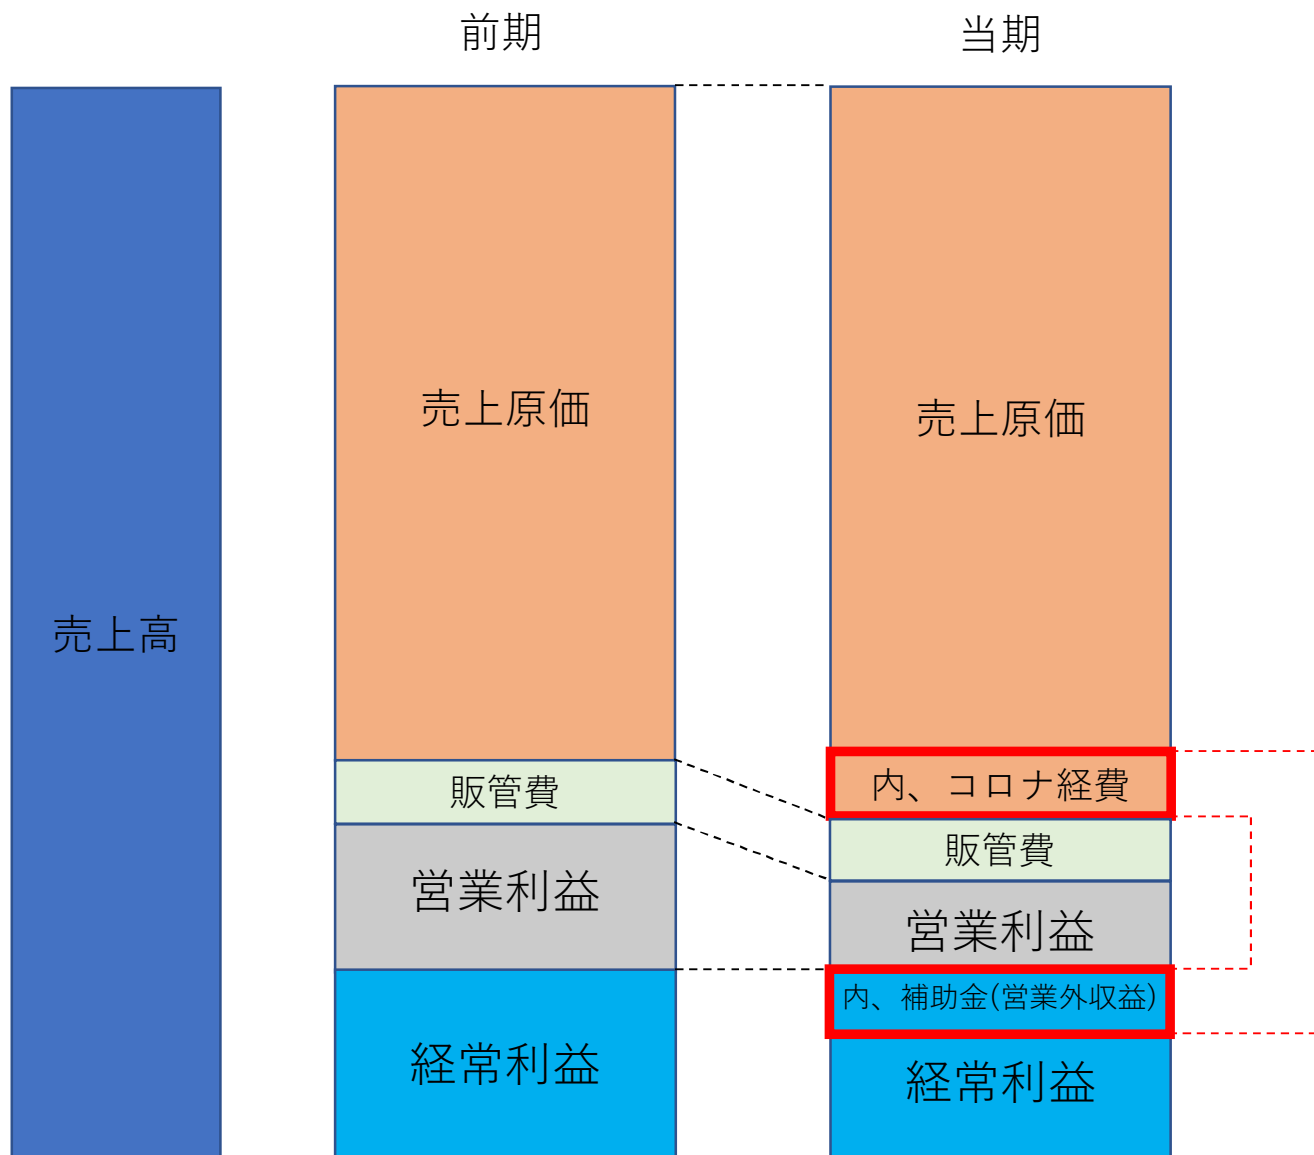 前期
当期
売上高
売上原価
売上原価
販管費
内、コロナ経費
営業利益
販管費
営業利益
内、補助金(営業外収益)
経常利益
経常利益